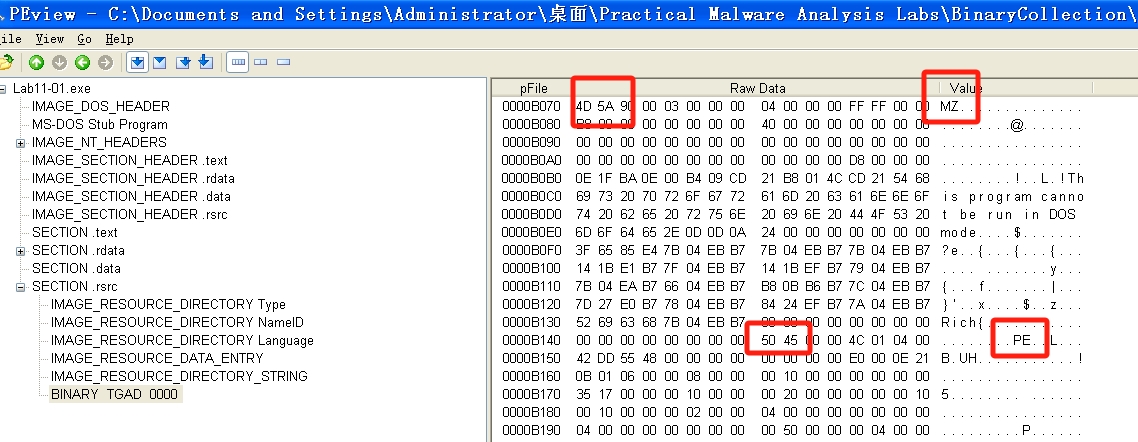 PEview - C:\Documents and Settings\Administrator\桌面\Practical Malware Analysis Labs\BinaryCollection\
ile View Go Help
Lab11-01.exe
IMAGE_DOS_HEADER
MS-DOS Stub Program
IMAGE_NT_HEADERS
IMAGE_SECTION_HEADER .text
IMAGE_SECTION_HEADER .rdata
IMAGE_SECTION_HEADER .data
IMAGE_SECTION_HEADER .rsrc
SECTION .text
SECTION .rdata
SECTION .data
SECTION .rsrc
IMAGE_RESOURCE_DIRECTORY Type
IMAGE_RESOURCE_DIRECTORY NameID
IMAGE_RESOURCE_DIRECTORY Language
IMAGE_RESOURCE_DATA_ENTRY
IMAGE_RESOURCE_DIRECTORY_STRING
BINARY TGAD 0000
pFile Raw Data Value
0000B070 4D 5A 90 00 03 00 00 00 04 00 00 00 FF FF 00 00 MZ..............
0000B080 B8 00 00 00 00 00 00 00 40 00 00 00 00 00 00 00 ........@.......
0000B090 00 00 00 00 00 00 00 00 00 00 00 00 00 00 00 00 ................
0000B0A0 00 00 00 00 00 00 00 00 00 00 00 00 D8 00 00 00 ................
0000B0B0 0E 1F BA 0E 00 B4 09 CD 21 B8 01 4C CD 21 54 68 ........!..L.!Th
0000B0C0 69 73 20 70 72 6F 67 72 61 6D 20 63 61 6E 6E 6F is program canno
0000B0D0 74 20 62 65 20 72 75 6E 20 69 6E 20 44 4F 53 20 t be run in DOS
0000B0E0 6D 6F 64 65 2E 0D 0D 0A 24 00 00 00 00 00 00 00 mode....$.......
0000B0F0 3F 65 85 E4 7B 04 EB B7 7B 04 EB B7 7B 04 EB B7 ?e..{...{...{...
0000B100 14 1B E1 B7 7F 04 EB B7 14 1B EF B7 79 04 EB B7 ............y...
0000B110 7B 04 EA B7 66 04 EB B7 B8 0B B6 B7 7C 04 EB B7 {...f.......|...
0000B120 7D 27 E0 B7 78 04 EB B7 84 24 EF B7 7A 04 EB B7 }'..x....$..z...
0000B130 52 69 63 68 7B 04 EB B7 00 00 00 00 00 00 00 00 Rich{...........
0000B140 00 00 00 00 00 00 00 00 50 45 00 00 4C 01 04 00 ........PE..L...
0000B150 42 DD 55 48 00 00 00 00 00 00 00 00 E0 00 0E 21 B.UH...........!
0000B160 0B 01 06 00 00 08 00 00 00 10 00 00 00 00 00 00 ................
0000B170 35 17 00 00 00 10 00 00 00 20 00 00 00 00 00 10 5...............
0000B180 00 10 00 00 00 02 00 00 04 00 00 00 00 00 00 00 ................
0000B190 04 00 00 00 00 00 00 00 00 50 00 00 00 04 00 00 .........P......